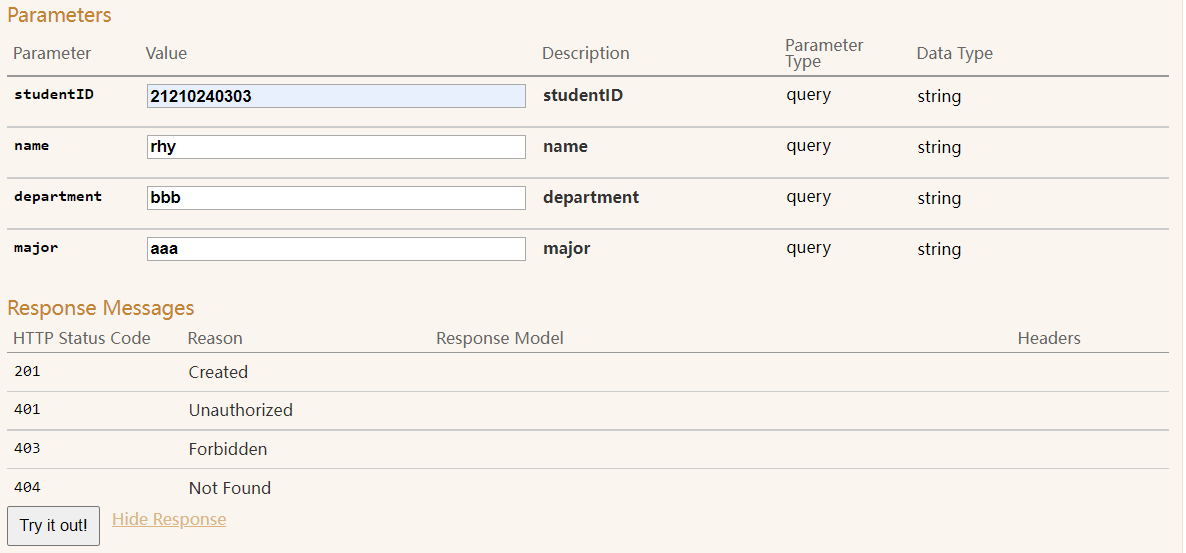 Parameters
Parameter Value Description Parameter Type Data Type
studentID 21210240303 studentID query string
name rhy name query string
department bbb department query string
major aaa major query string
Response Messages
HTTP Status Code Reason Response Model Headers
201 Created
401 Unauthorized
403 Forbidden
404 Not Found
Try it out! Hide Response